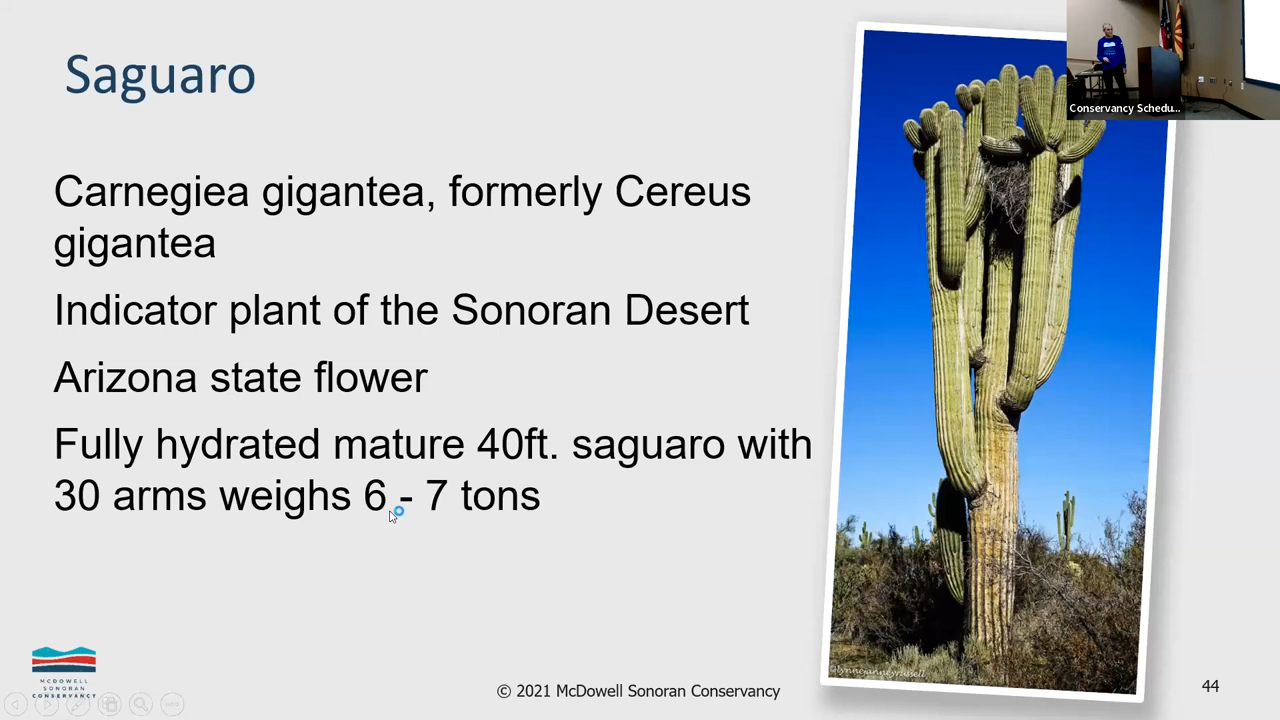 Saguaro
Conservancy Schedu...
Carnegiea gigantea, formerly Cereus
gigantea
Indicator plant of the Sonoran Desert
Arizona state flower
Fully hydrated mature 40ft. saguaro with
30 arms weighs 6 - 7 tons
©lynneannerussell
MCDOWELL
SONORAN
CONSERVANCY
© 2021 McDowell Sonoran Conservancy
44